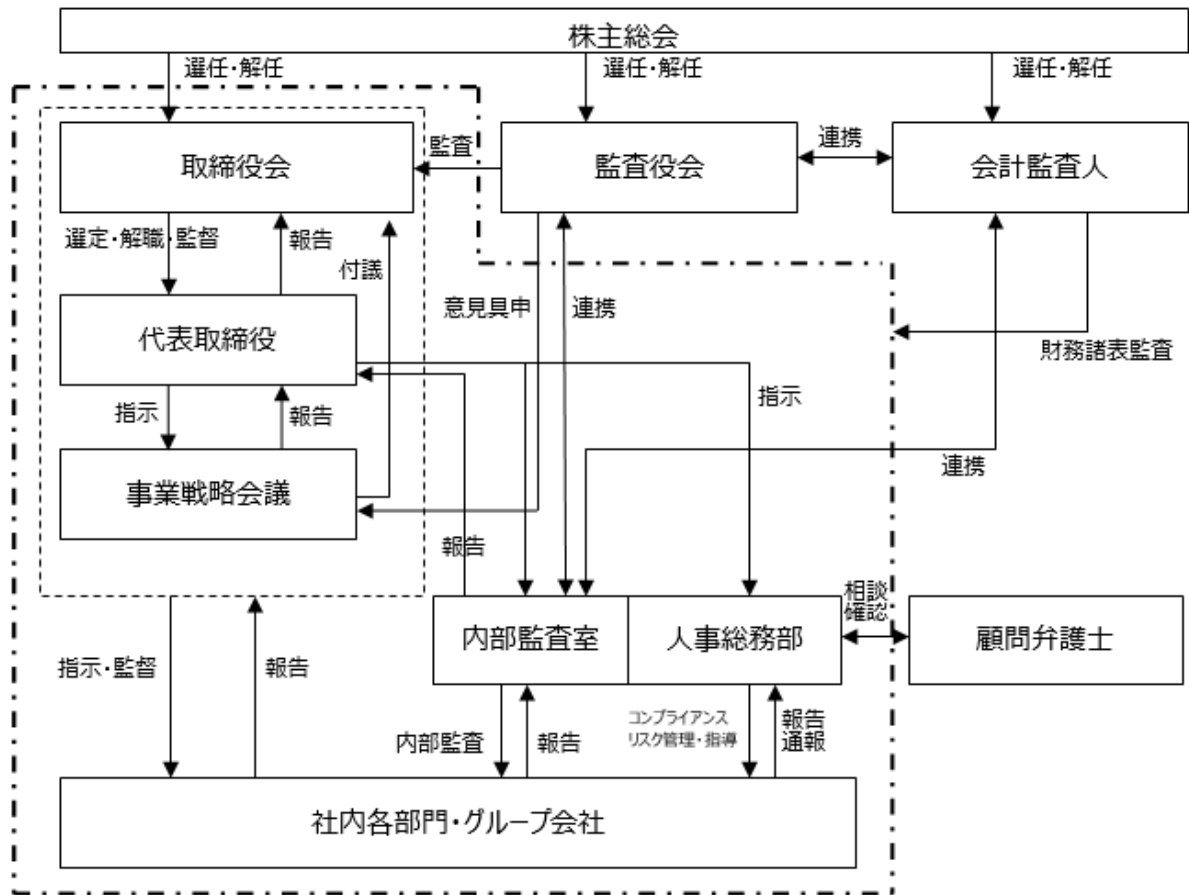 株主総会
選任・解任
選任・解任
選任・解任
取締役会
監査
監査役会
連携
会計監査人
選定・解職・監督
報告
付議
意見具申
連携
財務諸表監査
代表取締役
指示
報告
指示
連携
事業戦略会議
報告
相談
確認
内部監査室
人事総務部
顧問弁護士
指示・監督
報告
内部監査
報告
コンプライアンス
リスク管理・指導
報告
通報
社内各部門・グループ会社